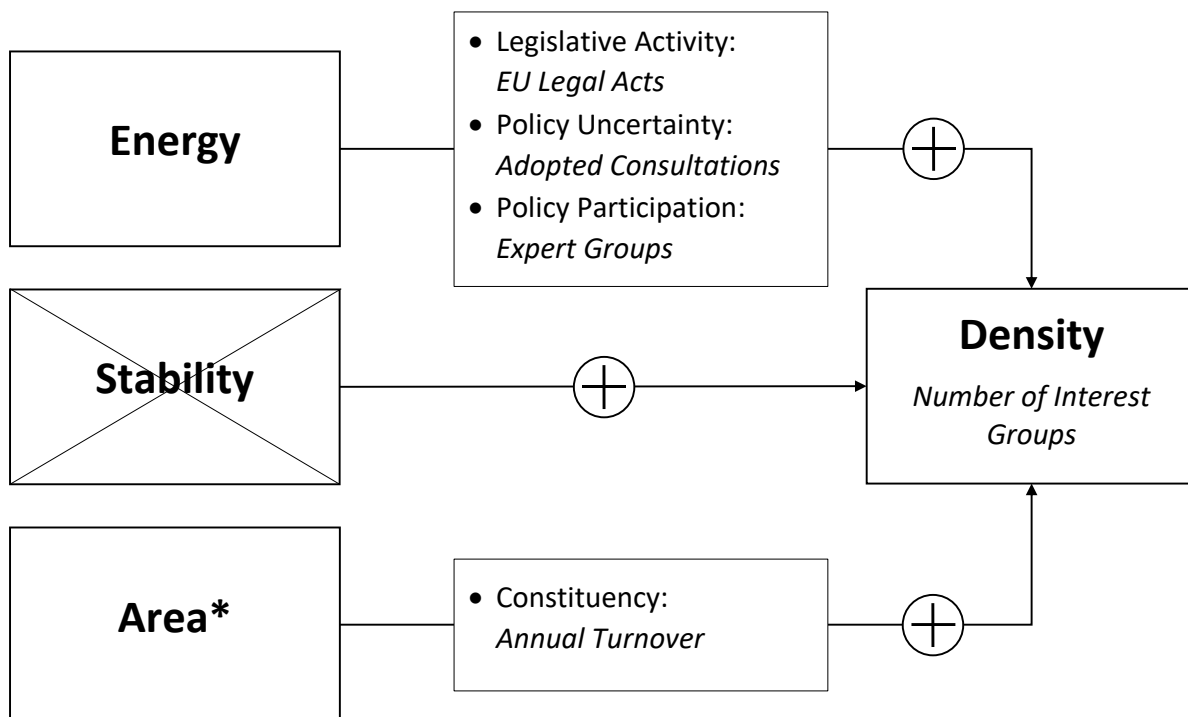 Energy
• Legislative Activity:
EU Legal Acts
• Policy Uncertainty:
Adopted Consultations
• Policy Participation:
Expert Groups
Stability
Density
Number of Interest
Groups
Area*
• Constituency:
Annual Turnover